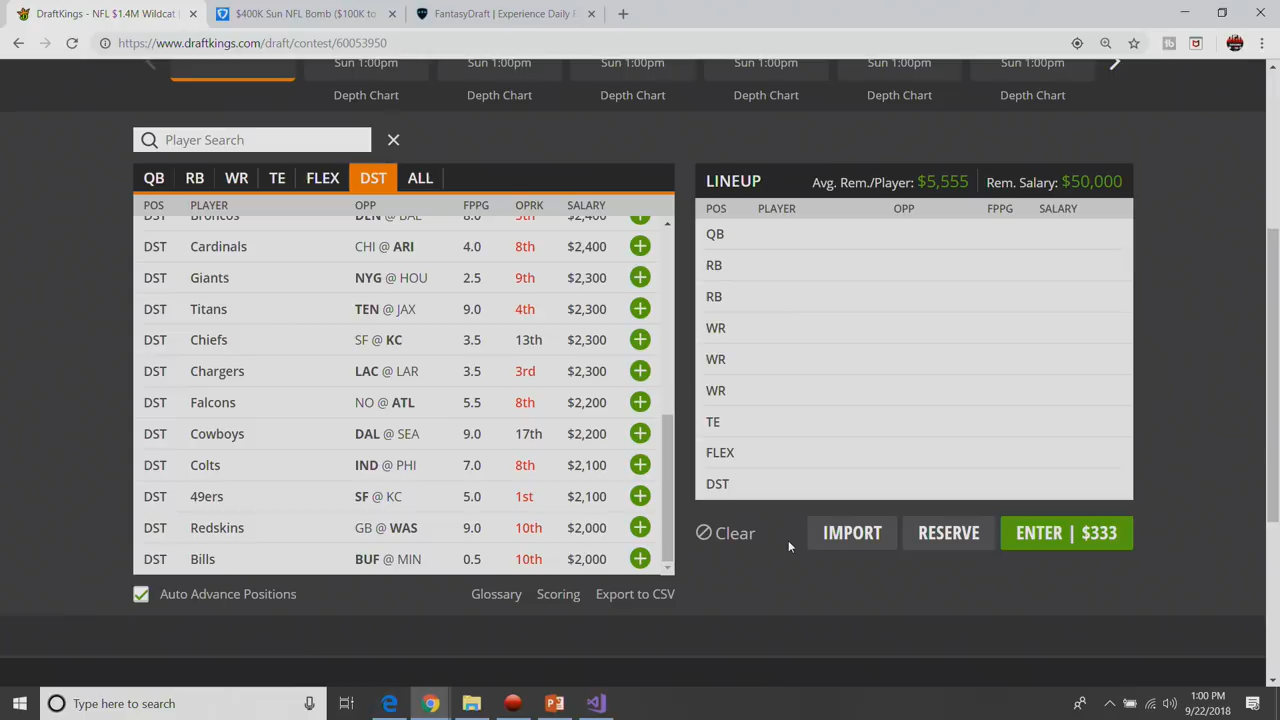 DraftKings - NFL $1.4M Wildcat
$400K Sun NFL Bomb ($100K to
FantasyDraft | Experience Daily F
https://www.draftkings.com/draft/contest/60053950
Sun 1:00pm Sun 1:00pm Sun 1:00pm Sun 1:00pm Sun 1:00pm Sun 1:00pm
Depth Chart Depth Chart Depth Chart Depth Chart Depth Chart Depth Chart
Player Search
QB RB WR TE FLEX DST ALL
POS PLAYER OPP FPPG OPRK SALARY
DST Broncos DEN @ BAL 8.0 5th $2,400
DST Cardinals CHI @ ARI 4.0 8th $2,400
DST Giants NYG @ HOU 2.5 9th $2,300
DST Titans TEN @ JAX 9.0 4th $2,300
DST Chiefs SF @ KC 3.5 13th $2,300
DST Chargers LAC @ LAR 3.5 3rd $2,300
DST Falcons NO @ ATL 5.5 8th $2,200
DST Cowboys DAL @ SEA 9.0 17th $2,200
DST Colts IND @ PHI 7.0 8th $2,100
DST 49ers SF @ KC 5.0 1st $2,100
DST Redskins GB @ WAS 9.0 10th $2,000
DST Bills BUF @ MIN 0.5 10th $2,000
Auto Advance Positions Glossary Scoring Export to CSV
LINEUP Avg. Rem./Player: $5,555 Rem. Salary: $50,000
POS PLAYER OPP FPPG SALARY
QB
RB
RB
WR
WR
WR
TE
FLEX
DST
Clear IMPORT RESERVE ENTER | $333
Type here to search
1:00 PM
9/22/2018